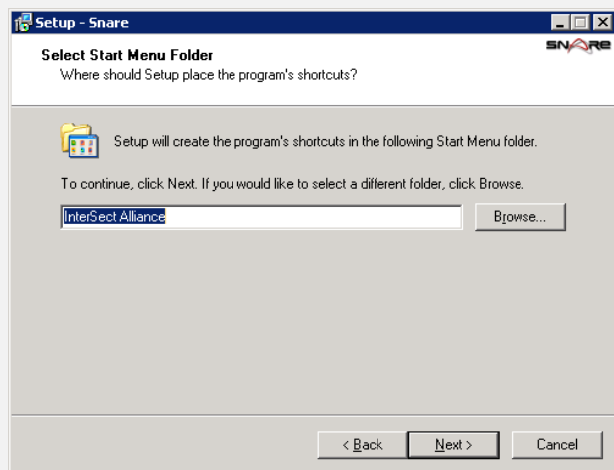 Setup - Snare
Select Start Menu Folder
Where should Setup place the program's shortcuts?
SNARE
Setup will create the program's shortcuts in the following Start Menu folder.
To continue, click Next. If you would like to select a different folder, click Browse.
InterSect Alliance
Browse...
< Back
Next >
Cancel